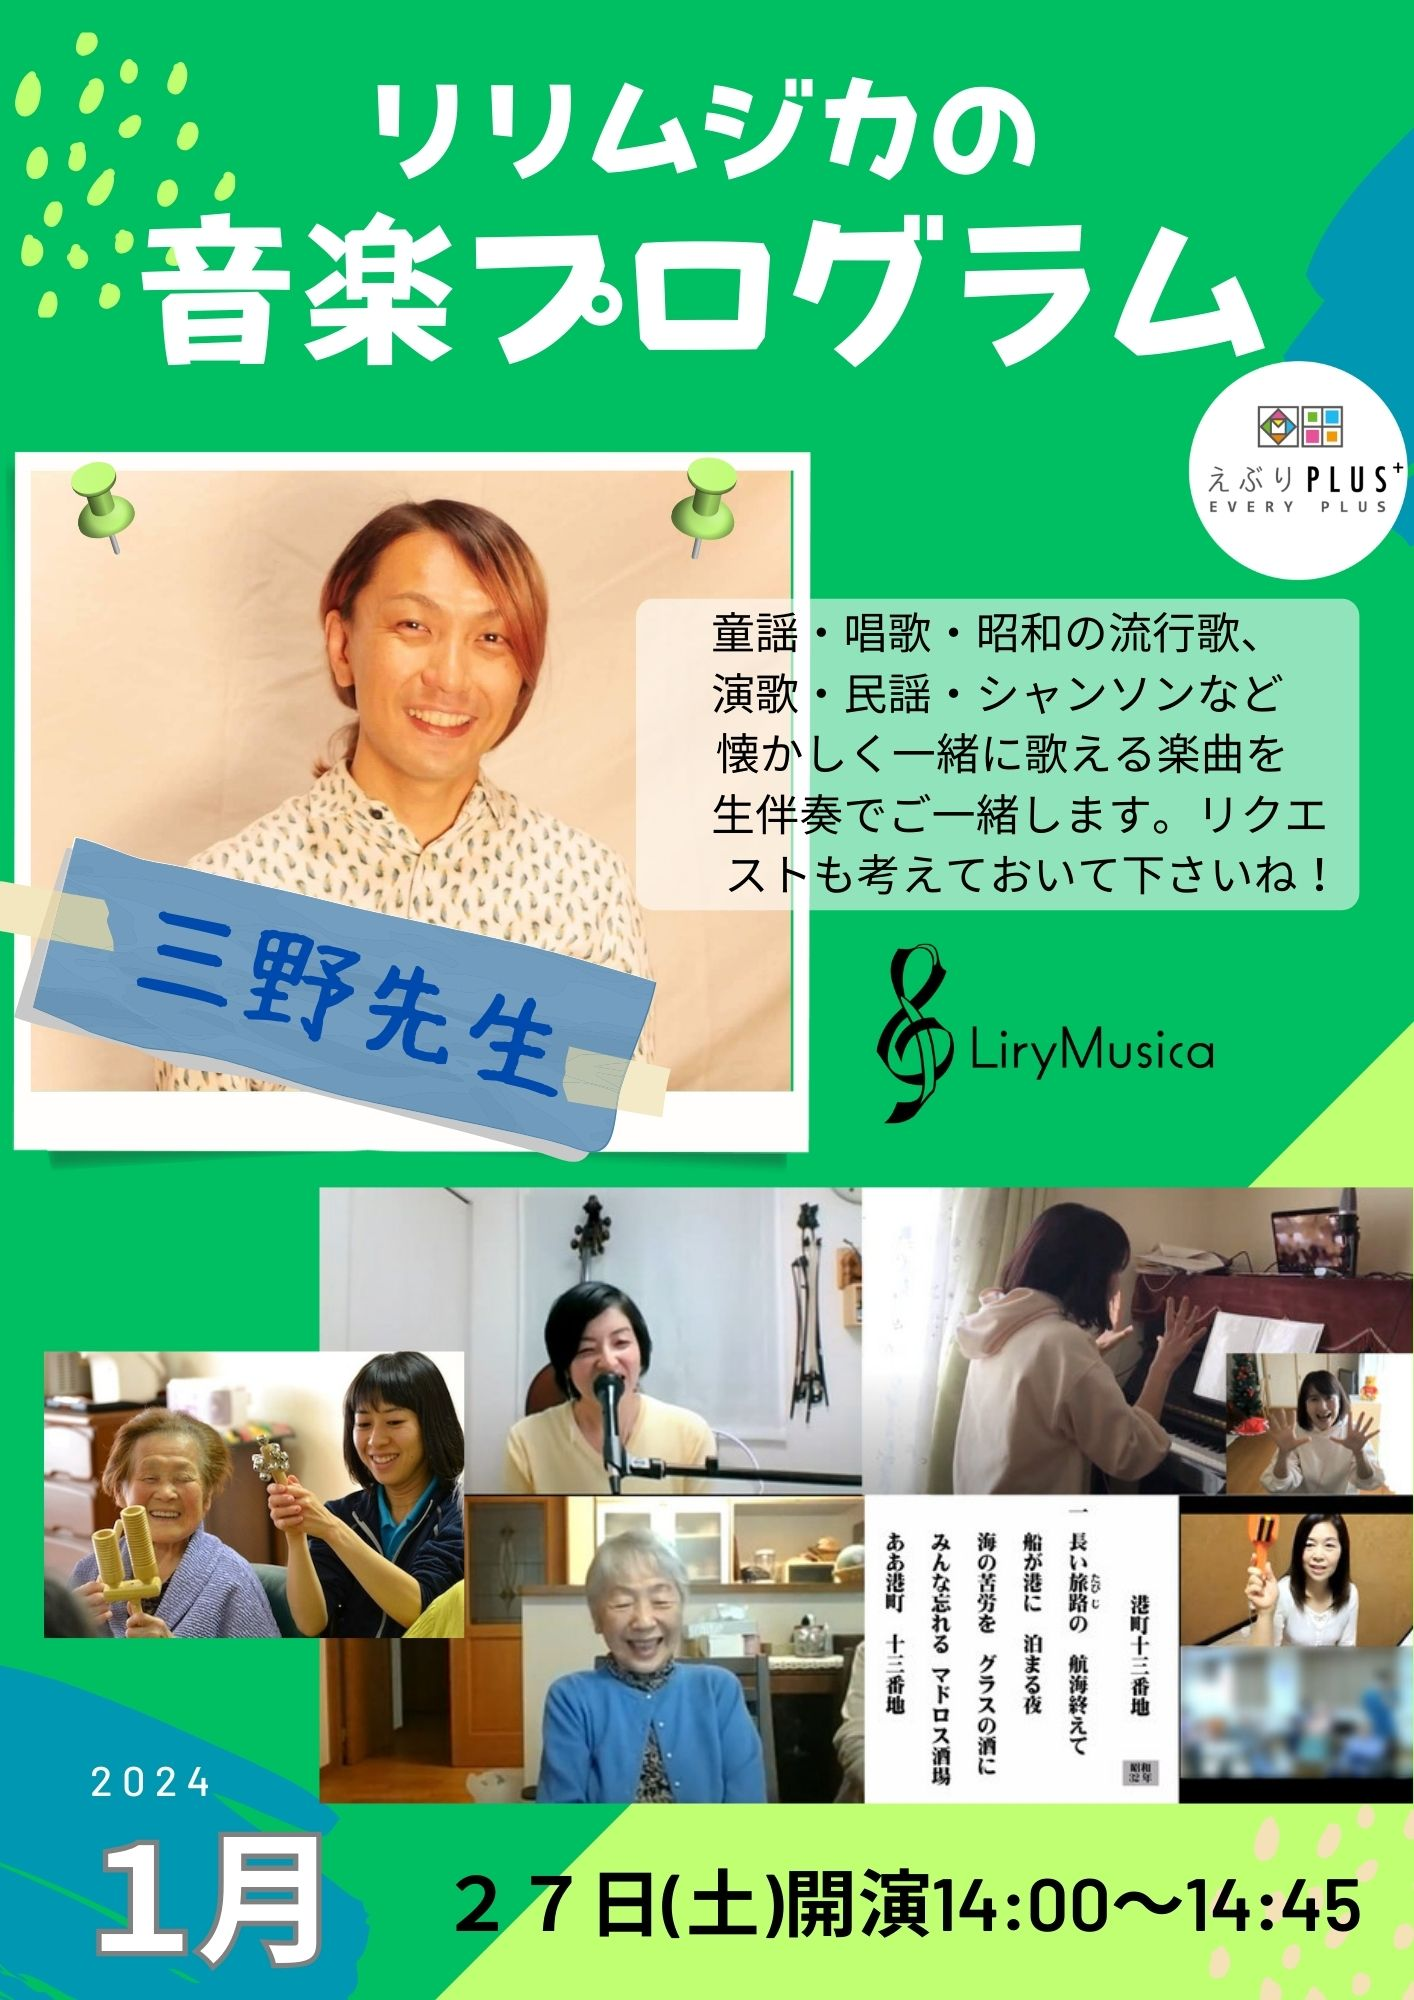 リリムジカの
音楽プログラム
えぶりPLUS+
EVERY PLUS
童謡・唱歌・昭和の流行歌、
演歌・民謡・シャンソンなど
懐かしく一緒に歌える楽曲を
生伴奏でご一緒します。リクエ
ストも考えておいて下さいね！
三野先生
LiryMusica
港町十三番地
昭和
32年
一 長い旅路の 航海終えて
たびじ
船が港に 泊まる夜
海の苦労を グラスの酒に
みんな忘れる マドロス酒場
ああ港町 十三番地
2024
1月
２７日(土)開演14:00〜14:45